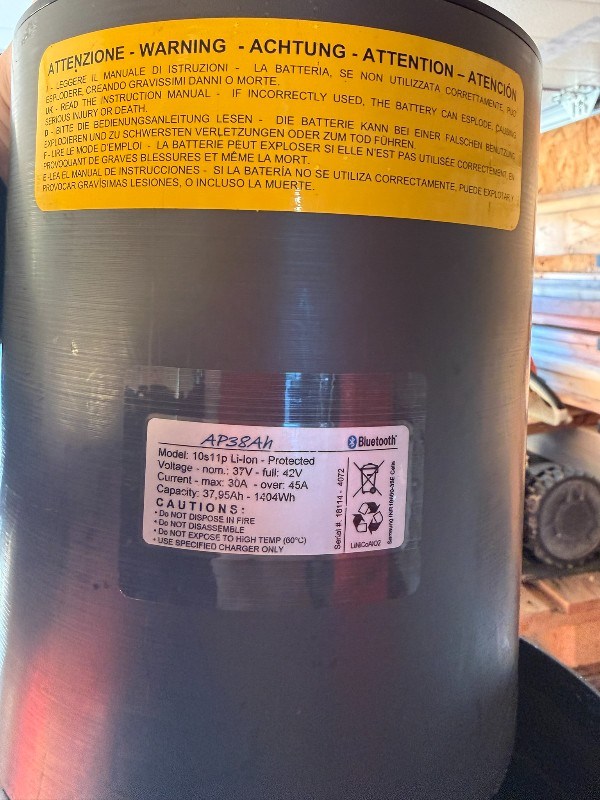 ATTENZIONE - WARNING - ACHTUNG - ATTENTION - ATENCIÓN
I - LEGGERE IL MANUALE DI ISTRUZIONI - LA BATTERIA, SE NON UTILIZZATA CORRETTAMENTE, PUO'
ESPLODERE, CREANDO GRAVISSIMI DANNI O MORTE.
UK - READ THE INSTRUCTION MANUAL - IF INCORRECTLY USED, THE BATTERY CAN ESPLODE, CAUSING
SERIOUS INJURY OR DEATH.
D - BITTE DIE BEDIENUNGSANLEITUNG LESEN - DIE BATTERIE KANN BEI EINER FALSCHEN BENUTZUNG
EXPLODIEREN UND ZU SCHWERSTEN VERLETZUNGEN ODER ZUM TOD FÜHREN.
F - LIRE LE MODE D'EMPLOI - LA BATTERIE PEUT EXPLOSER SI ELLE N'EST PAS UTILISÉE CORRECTEMENT, EN
PROVOQUANT DE GRAVES BLESSURES ET MÊME LA MORT.
E -LEA EL MANUAL DE INSTRUCCIONES - SI LA BATERÍA NO SE UTILIZA CORRECTAMENTE, PUEDE EXPLOTAR, Y
PROVOCAR GRAVÍSIMAS LESIONES, O INCLUSO LA MUERTE.
AP38Ah
Bluetooth
Model: 10s11p Li-Ion - Protected
Voltage - nom.: 37V - full: 42V
Current - max: 30A - over: 45A
Capacity: 37,95Ah - 1404Wh
CAUTIONS:
• Do NOT DISPOSE IN FIRE
• Do NOT DISASSEMBLE
• Do NOT EXPOSE TO HIGH TEMP (60°C)
• USE SPECIFIED CHARGER ONLY
Serial #: 18114 - 4072
LiNiCoAlO2
Samsung INR18650-35E Cells